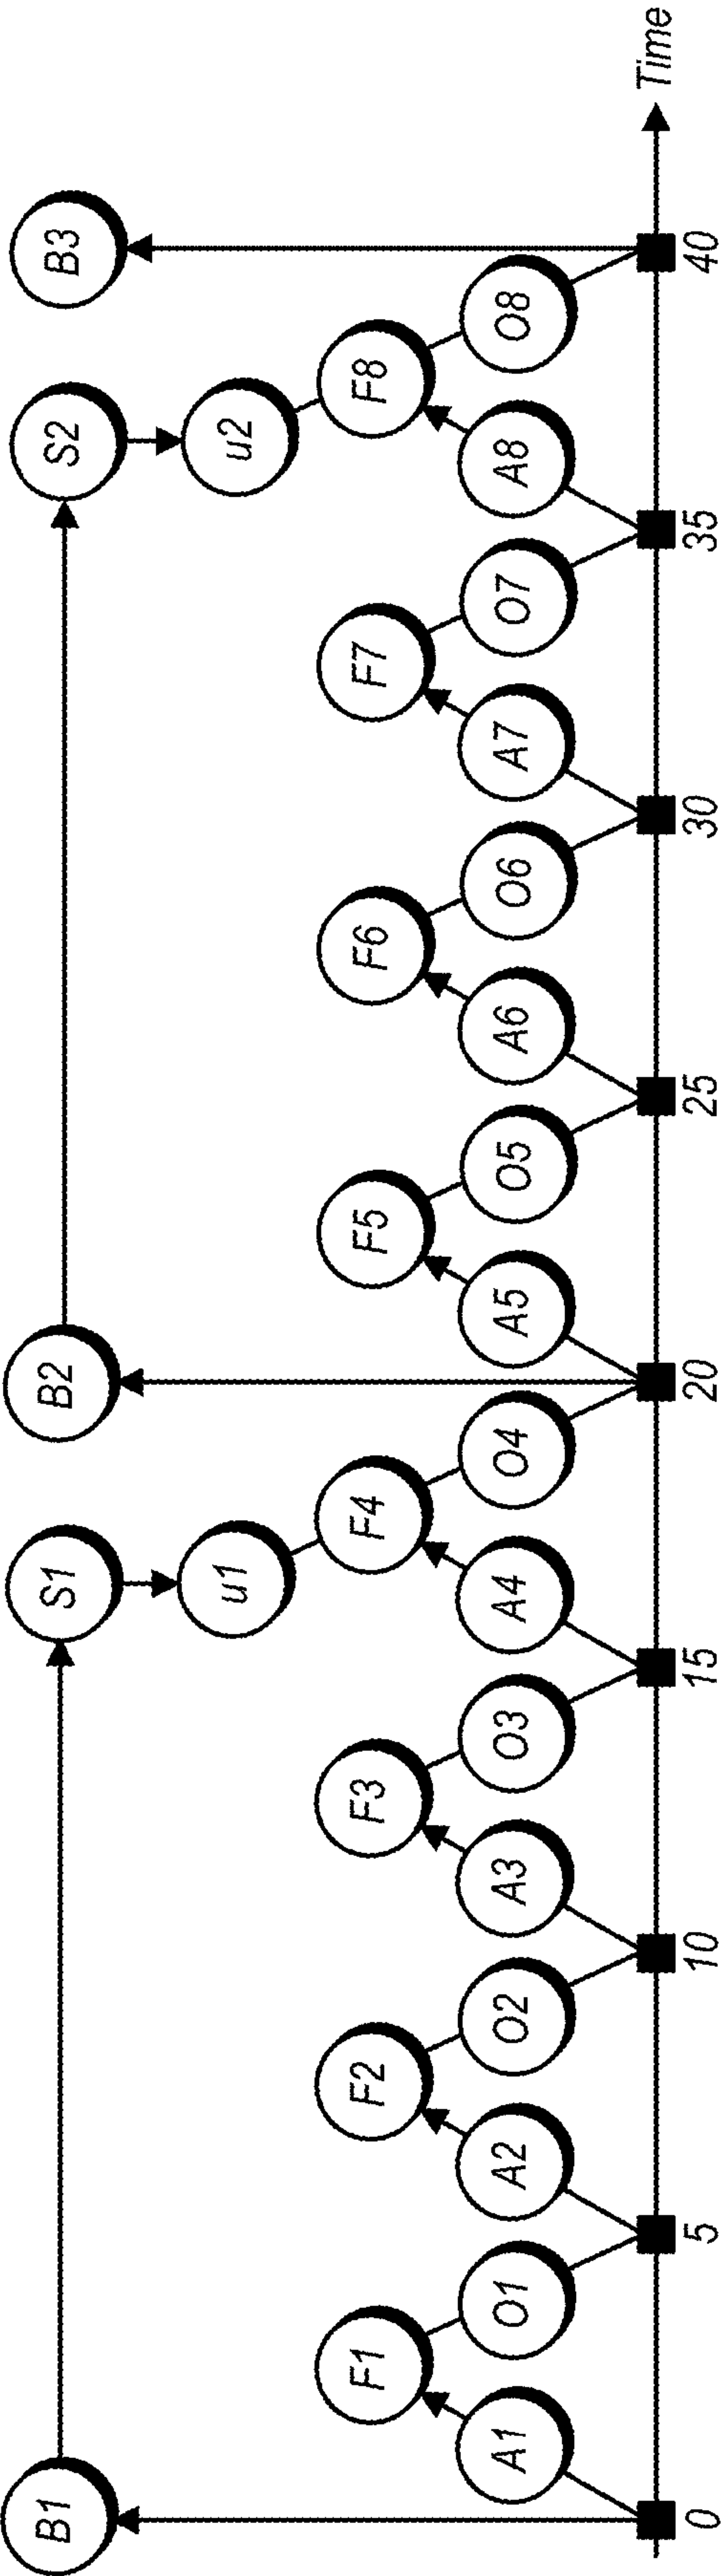 B1 S1 B2 S2 B3
u1 u2
F1 F2 F3 F4 F5 F6 F7 F8
A1 O1 A2 O2 A3 O3 A4 O4 A5 O5 A6 O6 A7 O7 A8 O8
Time
0 5 10 15 20 25 30 35 40